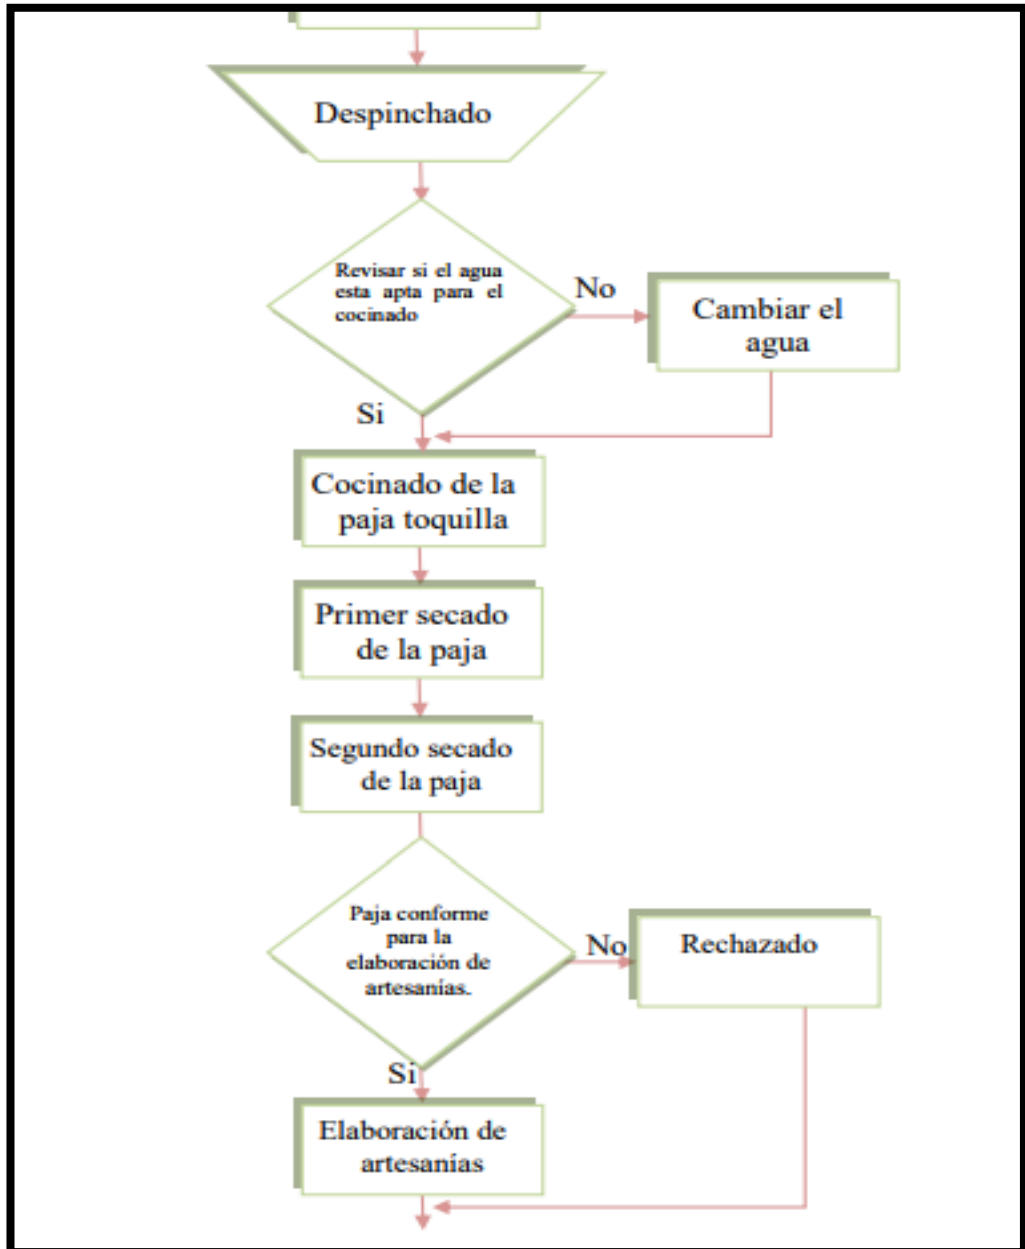 Despinchado
Revisar si el agua
esta apta para el
cocinado
No
Cambiar el
agua
Si
Cocinado de la
paja toquilla
Primer secado
de la paja
Segundo secado
de la paja
Paja conforme
para la
elaboración de
artesanías.
No
Rechazado
Si
Elaboración de
artesanías